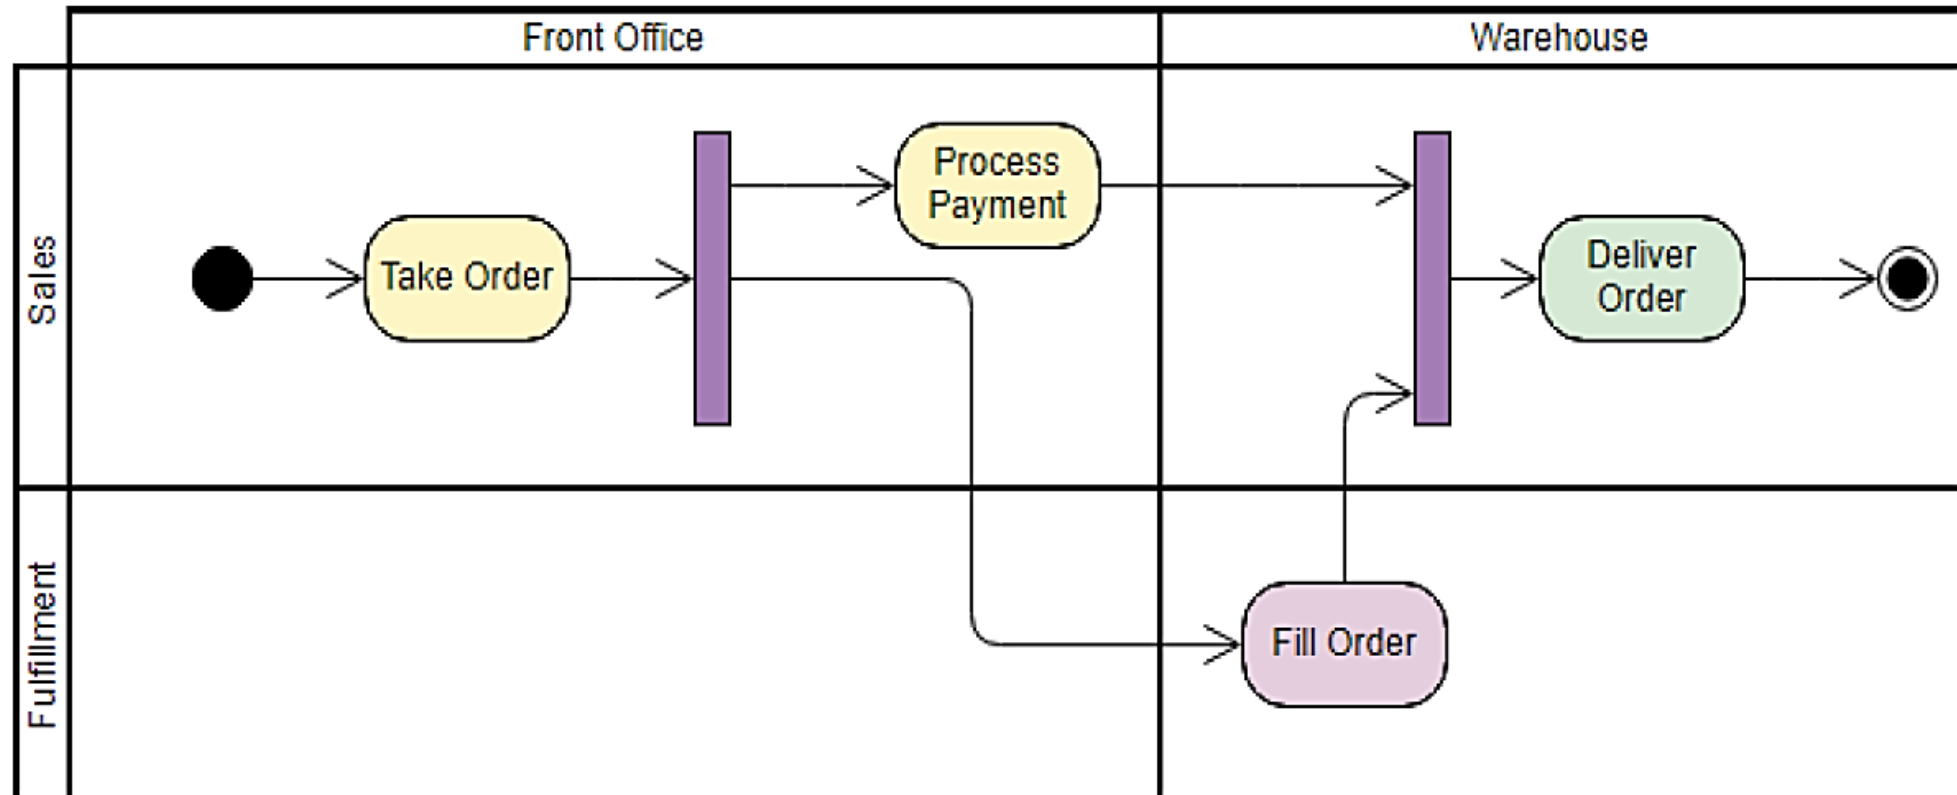 Front Office
Warehouse
Sales
Process
Payment
Take Order
Deliver
Order
Fulfillment
Fill Order